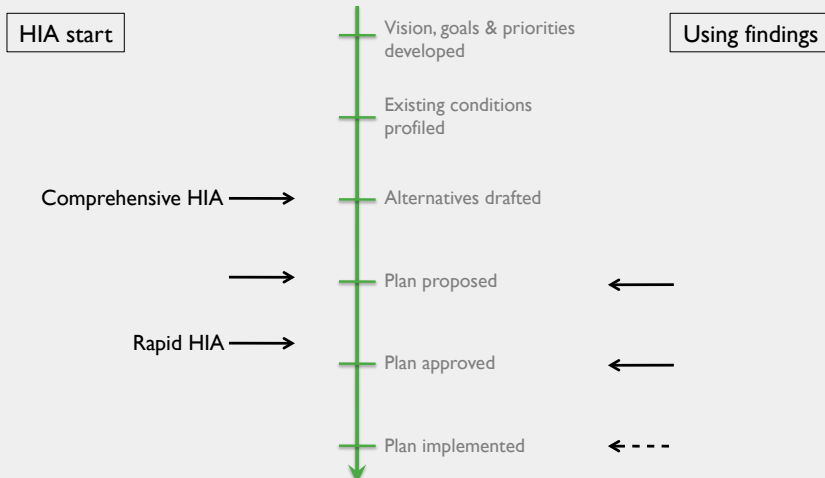 HIA start
Using findings
Vision, goals & priorities
developed
Existing conditions
profiled
Comprehensive HIA
Alternatives drafted
Plan proposed
Rapid HIA
Plan approved
Plan implemented